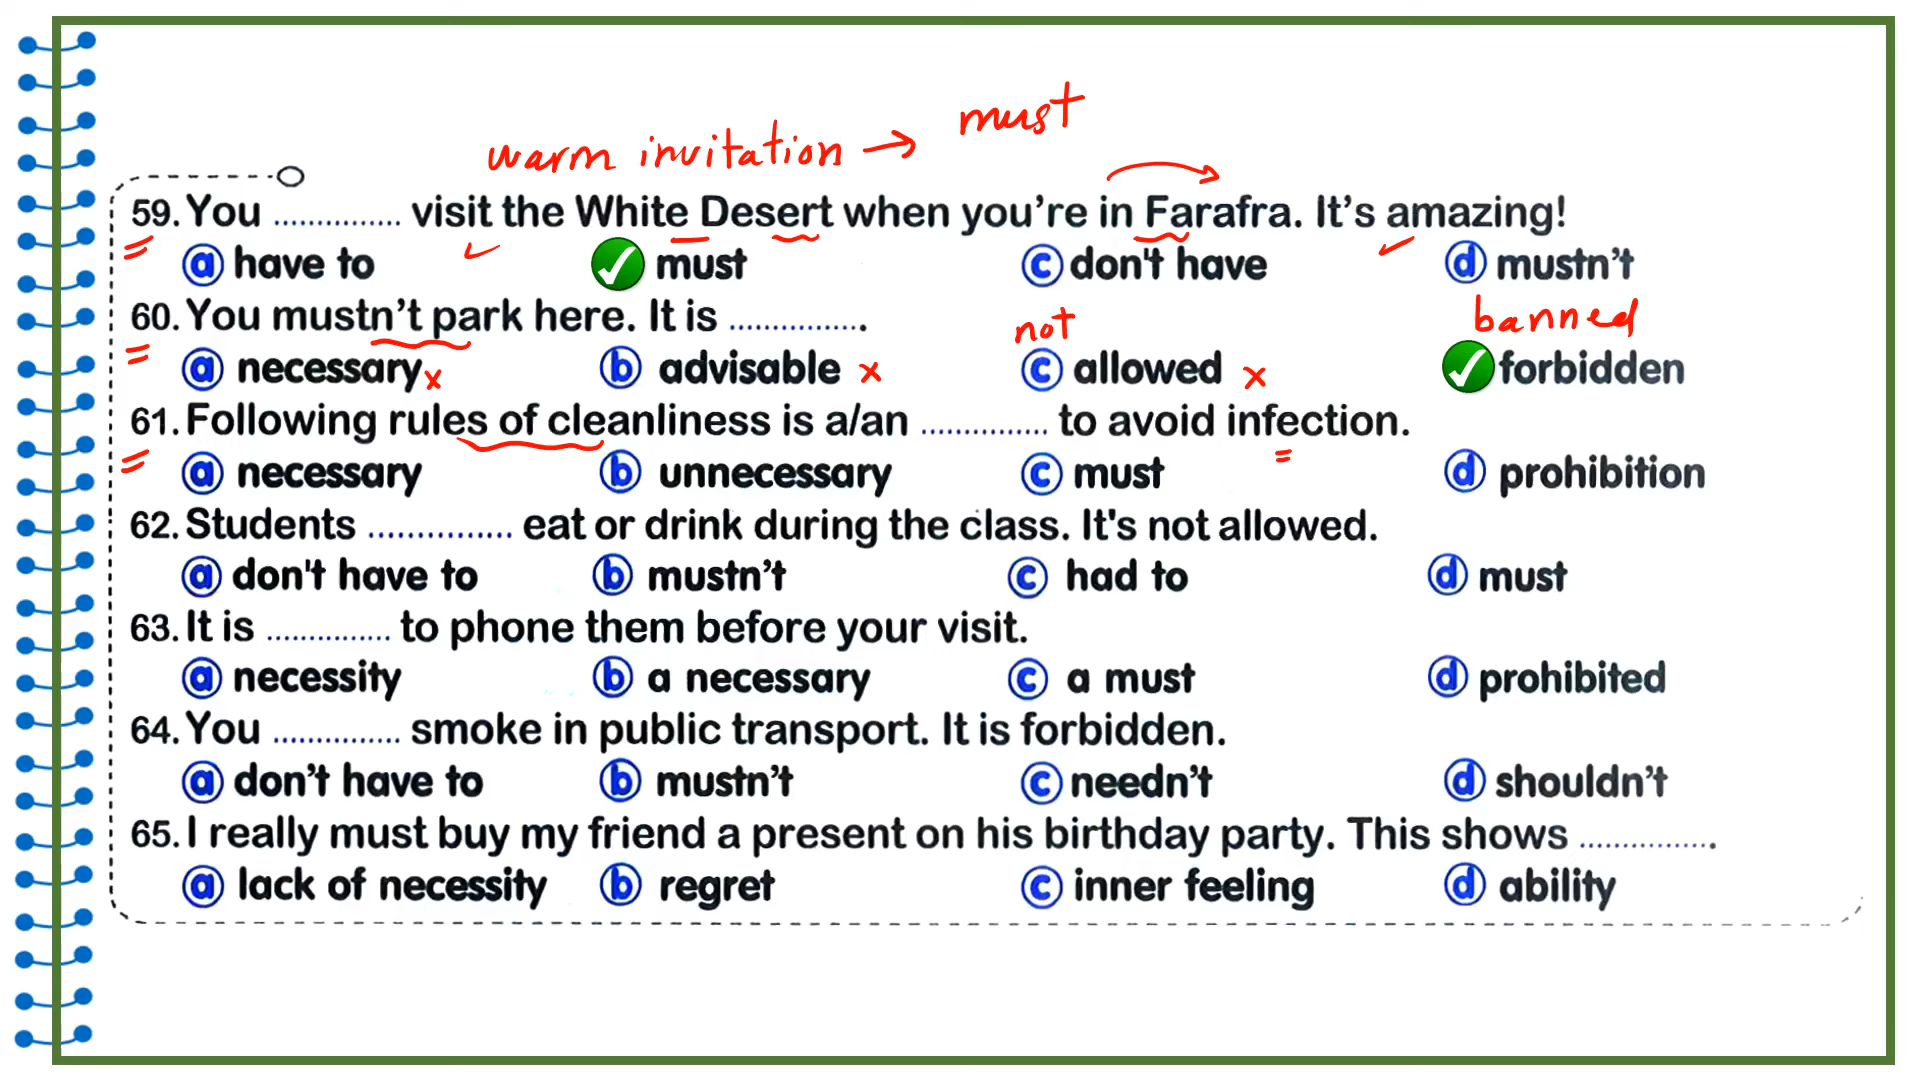 warm invitation → must
59. You .............. visit the White Desert when you're in Farafra. It's amazing!
a have to must c don't have d mustn't
60. You mustn't park here. It is ............... not banned
a necessary x b advisable x c allowed x forbidden
61. Following rules of cleanliness is a/an .............. to avoid infection.
a necessary b unnecessary c must d prohibition
62. Students ............... eat or drink during the class. It's not allowed.
a don't have to b mustn't c had to d must
63. It is .............. to phone them before your visit.
a necessity b a necessary c a must d prohibited
64. You .............. smoke in public transport. It is forbidden.
a don't have to b mustn't c needn't d shouldn't
65. I really must buy my friend a present on his birthday party. This shows ...............
a lack of necessity b regret c inner feeling d ability